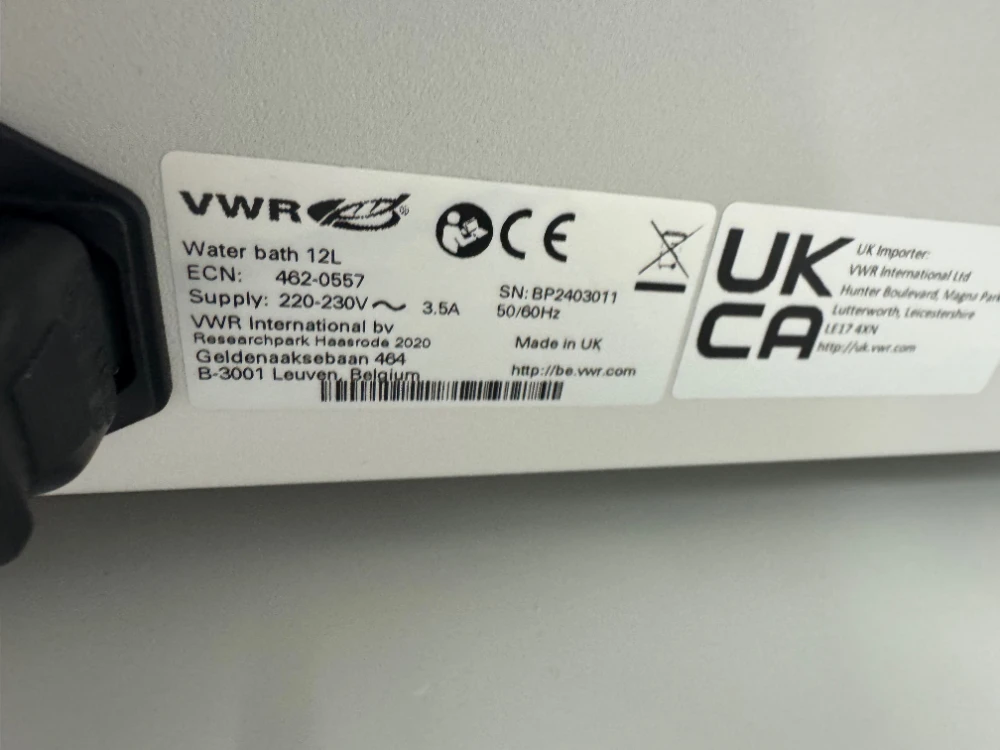 VWR
Water bath 12L
ECN: 462-0557
Supply: 220-230V~ 3.5A
SN: BP2403011
50/60Hz
VWR International bv
Researchpark Haasrode 2020
Geldenaaksebaan 464
B-3001 Leuven, Belgium
Made in UK
http://be.vwr.com
CE
UK
CA
UK Importer:
VWR International Ltd
Hunter Boulevard, Magna Park
Lutterworth, Leicestershire
LE17 4XN
http://uk.vwr.com